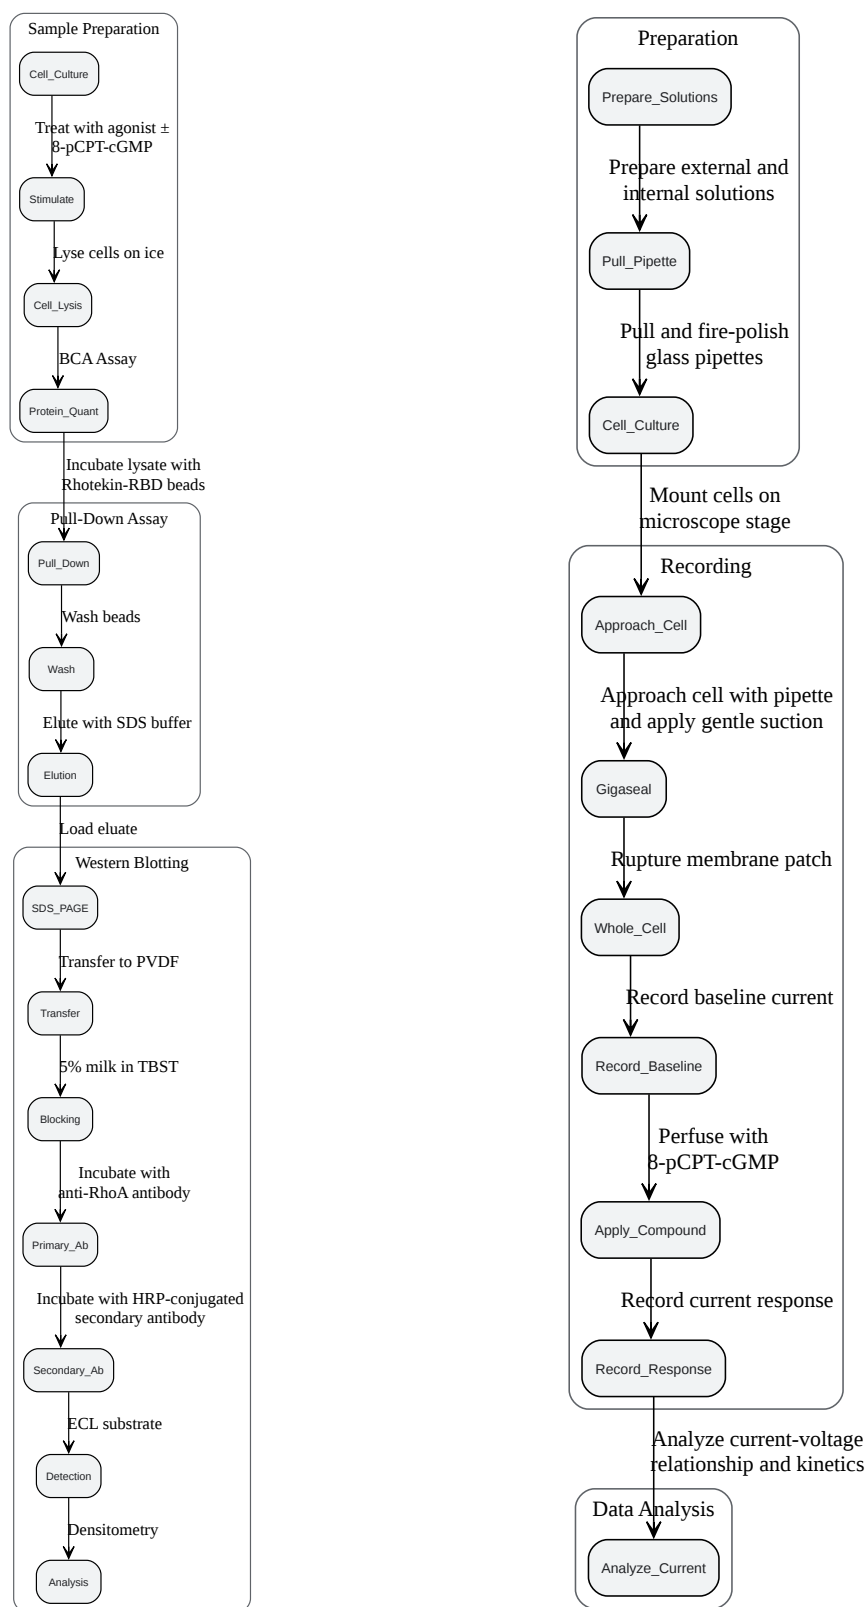 Sample Preparation
Cell_Culture
Treat with agonist ±
8-pCPT-cGMP
Stimulate
Lyse cells on ice
Cell_Lysis
BCA Assay
Protein_Quant
Incubate lysate with
Rhotekin-RBD beads
Pull-Down Assay
Pull_Down
Wash beads
Wash
Elute with SDS buffer
Elution
Load eluate
Western Blotting
SDS_PAGE
Transfer to PVDF
Transfer
5% milk in TBST
Blocking
Incubate with
anti-RhoA antibody
Primary_Ab
Incubate with HRP-conjugated
secondary antibody
Secondary_Ab
ECL substrate
Detection
Densitometry
Analysis
Preparation
Prepare_Solutions
Prepare external and
internal solutions
Pull_Pipette
Pull and fire-polish
glass pipettes
Cell_Culture
Mount cells on
microscope stage
Recording
Approach_Cell
Approach cell with pipette
and apply gentle suction
Gigaseal
Rupture membrane patch
Whole_Cell
Record baseline current
Record_Baseline
Perfuse with
8-pCPT-cGMP
Apply_Compound
Record current response
Record_Response
Analyze current-voltage
relationship and kinetics
Data Analysis
Analyze_Current